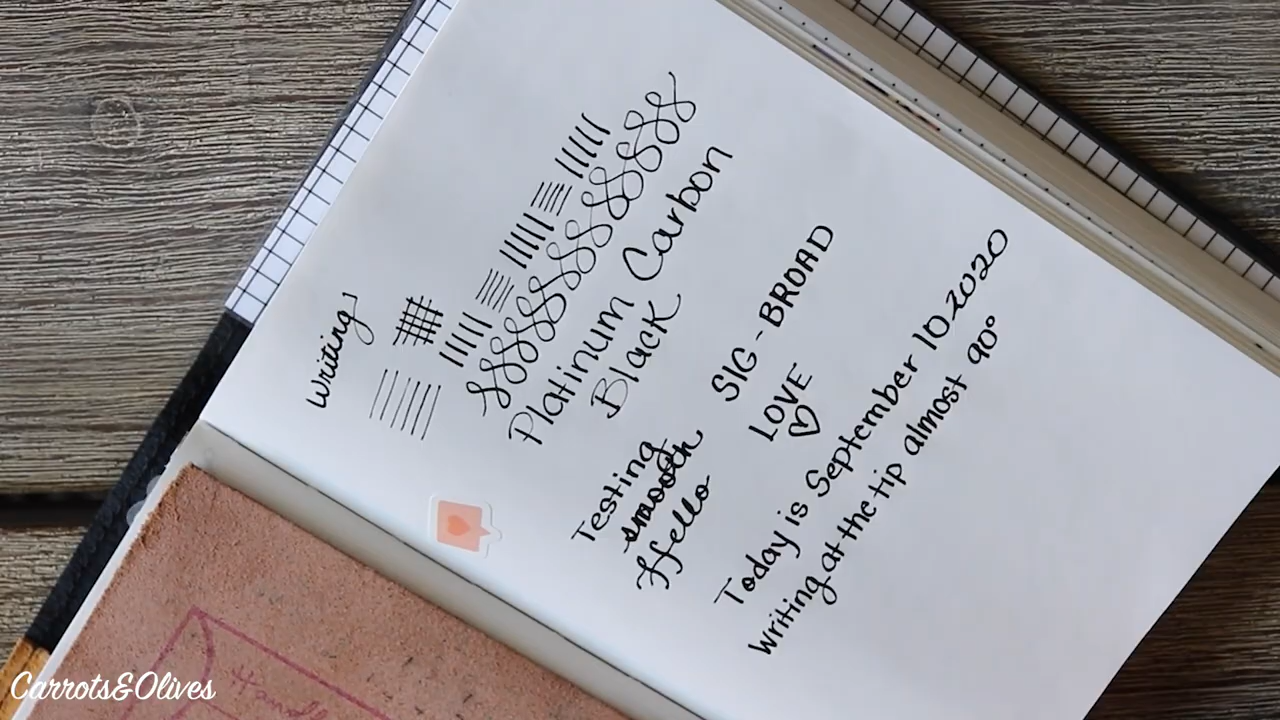 Writing
Platinum Carbon
Black
SIG - BROAD
LOVE
Testing
smooth
Hello
Today is September 10 2020
Writing at the tip almost 90°
Carrots&Olives